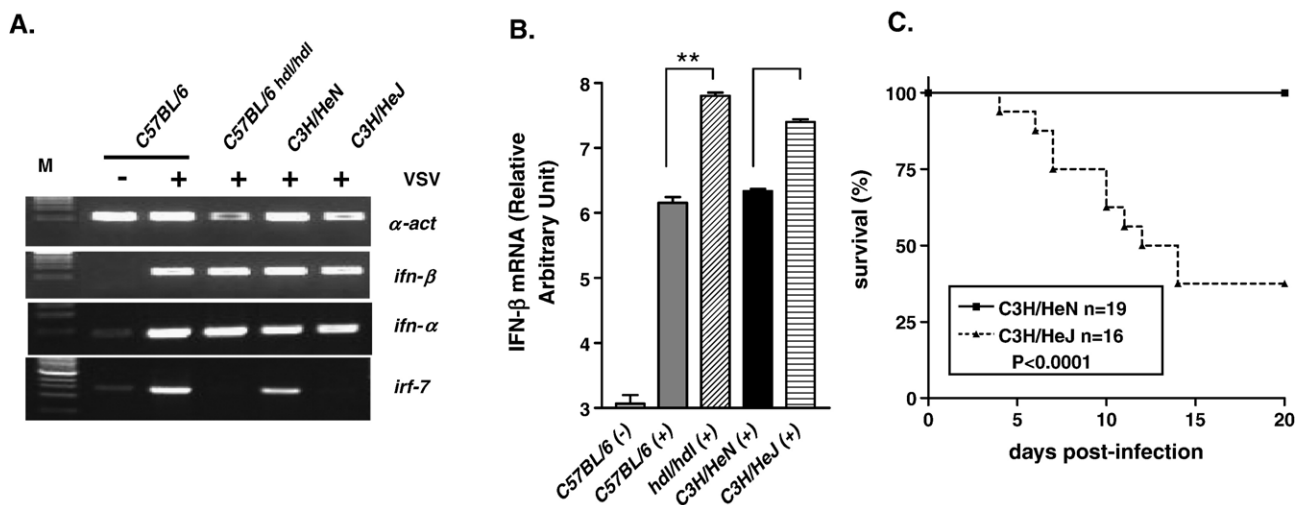 A.
C57BL/6
C57BL/6 hdl/hdl
C3H/HeN
C3H/HeJ
M
- + + + + VSV
α-act
ifn-β
ifn-α
irf-7
B.
IFN-β mRNA (Relative
Arbitrary Unit)
8
7
6
5
4
3
**
C57BL/6 (-)
C57BL/6 (+)
hdl/hdl (+)
C3H/HeN (+)
C3H/HeJ (+)
C.
survival (%)
100
75
50
25
0
C3H/HeN n=19
C3H/HeJ n=16
P<0.0001
0 5 10 15 20
days post-infection